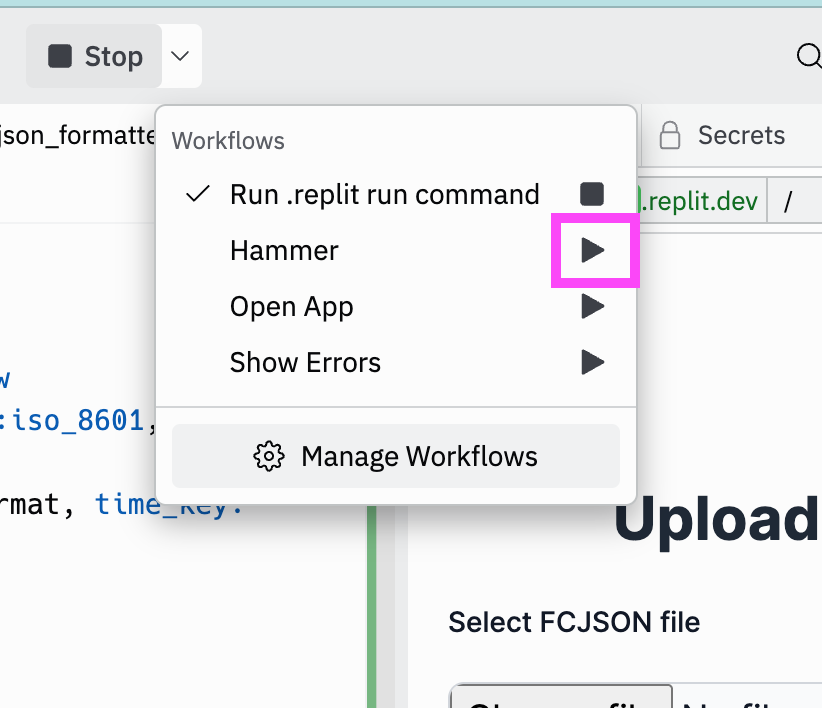 Stop
json_formatte
Workflows
Secrets
Run .replit run command
.replit.dev
/
Hammer
Open App
Show Errors
w
:iso_8601,
Manage Workflows
rmat, time_key:
Upload
Select FCJSON file